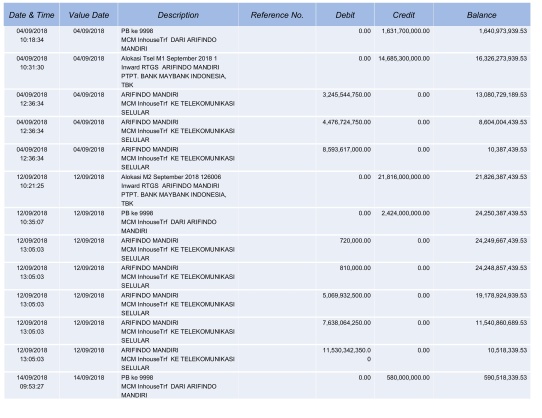 Date & Time Value Date Description Reference No. Debit Credit Balance
04/09/2018 04/09/2018 PB ke 9998 0.00 1,631,700,000.00 1,640,973,939.53
10:18:34 MCM InhouseTrf DARI ARIFINDO
MANDIRI
04/09/2018 04/09/2018 Alokasi Tsel M1 September 2018 1 0.00 14,685,300,000.00 16,326,273,939.53
10:31:30 Inward RTGS ARIFINDO MANDIRI
PTPT. BANK MAYBANK INDONESIA,
TBK
04/09/2018 04/09/2018 ARIFINDO MANDIRI 3,245,544,750.00 0.00 13,080,729,189.53
12:36:34 MCM InhouseTrf KE TELEKOMUNIKASI
SELULAR
04/09/2018 04/09/2018 ARIFINDO MANDIRI 4,476,724,750.00 0.00 8,604,004,439.53
12:36:34 MCM InhouseTrf KE TELEKOMUNIKASI
SELULAR
04/09/2018 04/09/2018 ARIFINDO MANDIRI 8,593,617,000.00 0.00 10,387,439.53
12:36:34 MCM InhouseTrf KE TELEKOMUNIKASI
SELULAR
12/09/2018 12/09/2018 Alokasi M2 September 2018 126006 0.00 21,816,000,000.00 21,826,387,439.53
10:21:25 Inward RTGS ARIFINDO MANDIRI
PTPT. BANK MAYBANK INDONESIA,
TBK
12/09/2018 12/09/2018 PB ke 9998 0.00 2,424,000,000.00 24,250,387,439.53
10:35:07 MCM InhouseTrf DARI ARIFINDO
MANDIRI
12/09/2018 12/09/2018 ARIFINDO MANDIRI 720,000.00 0.00 24,249,667,439.53
13:05:03 MCM InhouseTrf KE TELEKOMUNIKASI
SELULAR
12/09/2018 12/09/2018 ARIFINDO MANDIRI 810,000.00 0.00 24,248,857,439.53
13:05:03 MCM InhouseTrf KE TELEKOMUNIKASI
SELULAR
12/09/2018 12/09/2018 ARIFINDO MANDIRI 5,069,932,500.00 0.00 19,178,924,939.53
13:05:03 MCM InhouseTrf KE TELEKOMUNIKASI
SELULAR
12/09/2018 12/09/2018 ARIFINDO MANDIRI 7,638,064,250.00 0.00 11,540,860,689.53
13:05:03 MCM InhouseTrf KE TELEKOMUNIKASI
SELULAR
12/09/2018 12/09/2018 ARIFINDO MANDIRI 11,530,342,350.0 0.00 10,518,339.53
13:05:03 MCM InhouseTrf KE TELEKOMUNIKASI 0
SELULAR
14/09/2018 14/09/2018 PB ke 9998 0.00 580,000,000.00 590,518,339.53
09:53:27 MCM InhouseTrf DARI ARIFINDO
MANDIRI